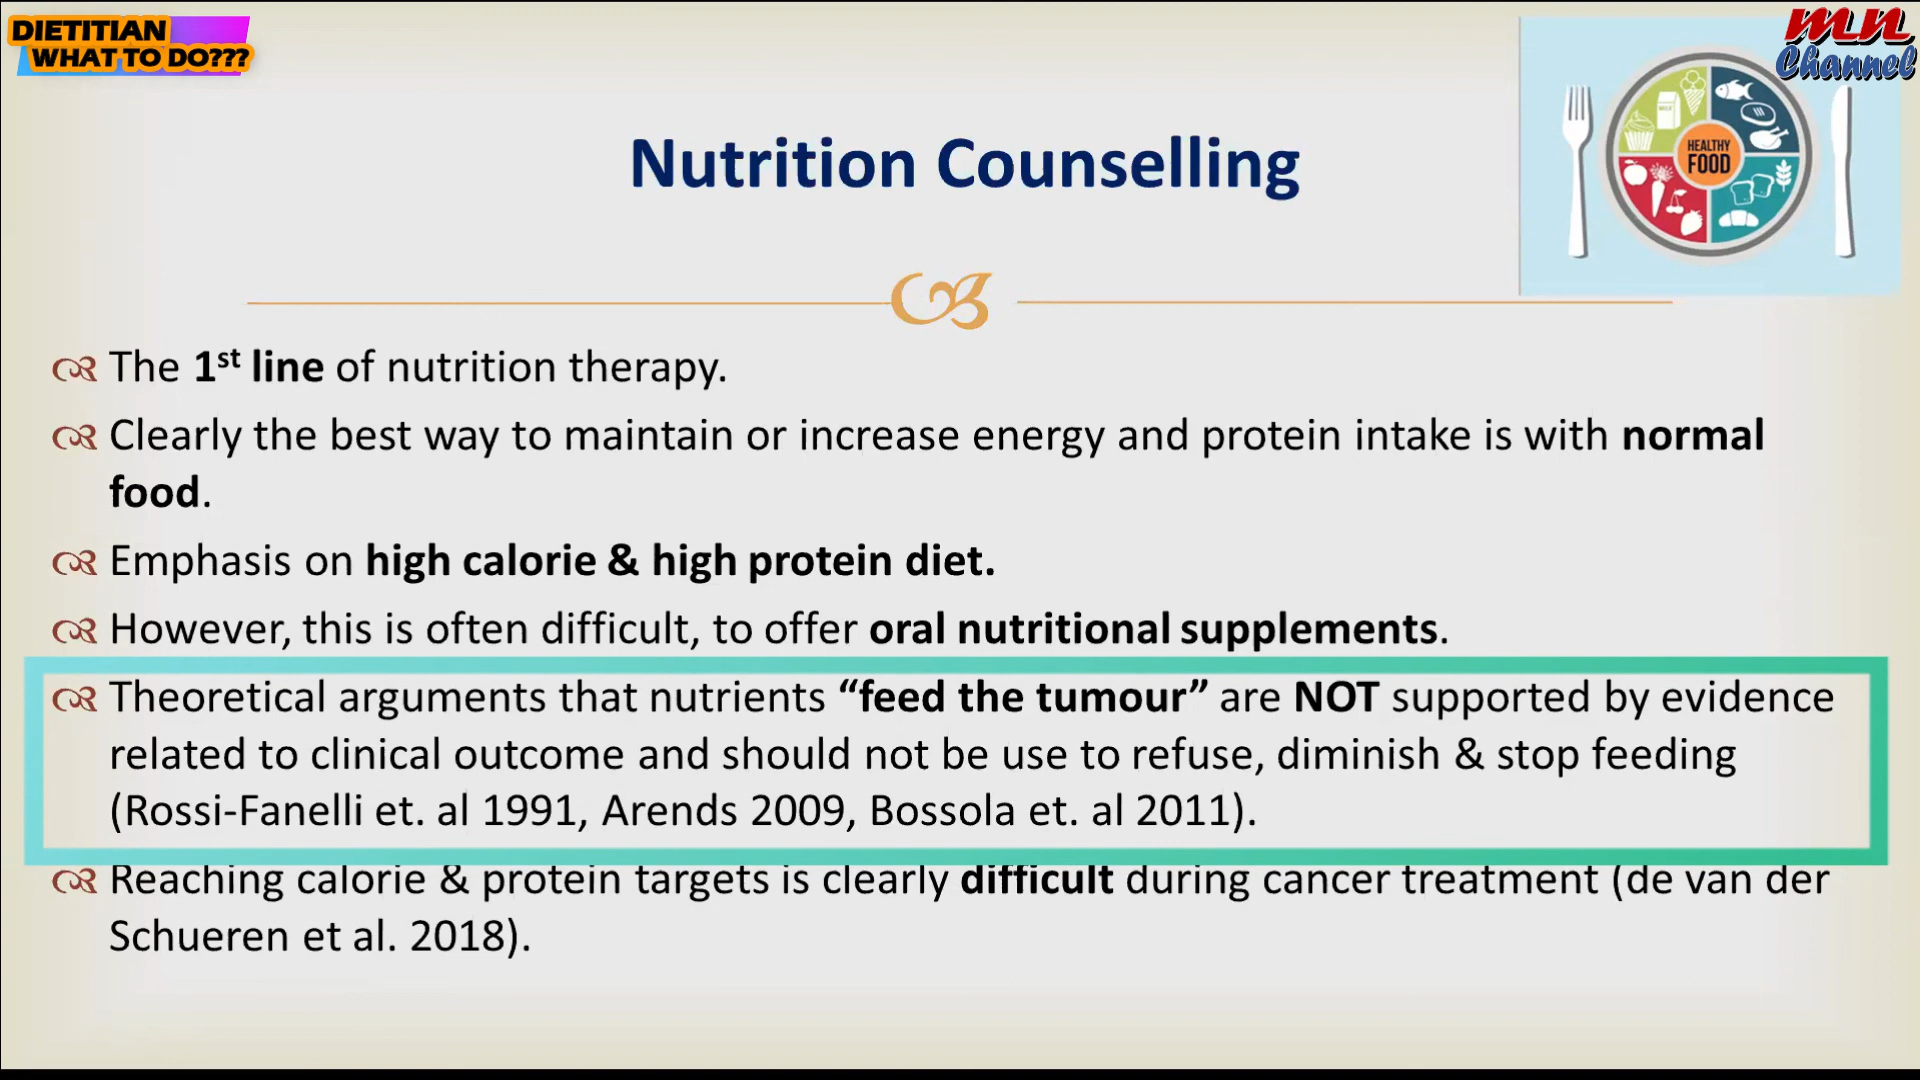 DIETITIAN
WHAT TO DO???
mn
Channel
MILK
HEALTHY
FOOD
Nutrition Counselling
The 1st line of nutrition therapy.
Clearly the best way to maintain or increase energy and protein intake is with normal
food.
Emphasis on high calorie & high protein diet.
However, this is often difficult, to offer oral nutritional supplements.
Theoretical arguments that nutrients “feed the tumour” are NOT supported by evidence
related to clinical outcome and should not be use to refuse, diminish & stop feeding
(Rossi-Fanelli et. al 1991, Arends 2009, Bossola et. al 2011).
Reaching calorie & protein targets is clearly difficult during cancer treatment (de van der
Schueren et al. 2018).